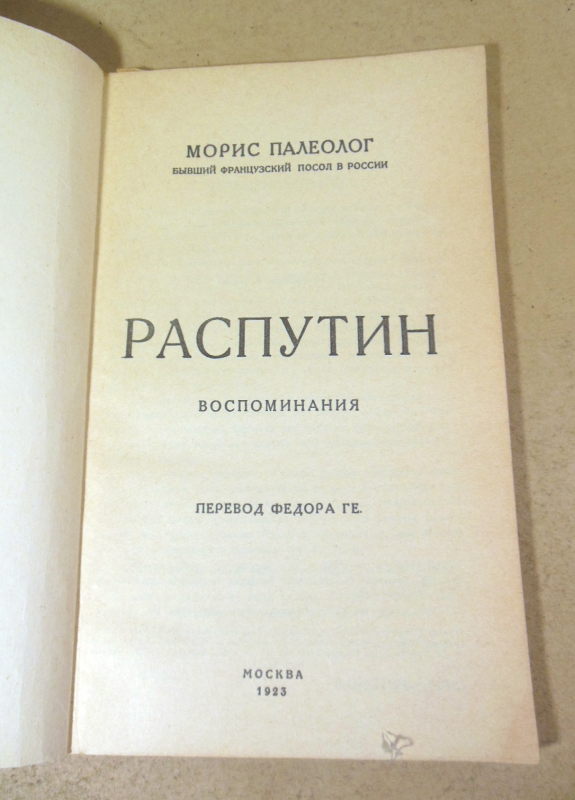 МОРИС ПАЛЕОЛОГ
БЫВШИЙ ФРАНЦУЗСКИЙ ПОСОЛ В РОССИИ
РАСПУТИН
ВОСПОМИНАНИЯ
ПЕРЕВОД ФЕДОРА ГЕ.
МОСКВА
1923